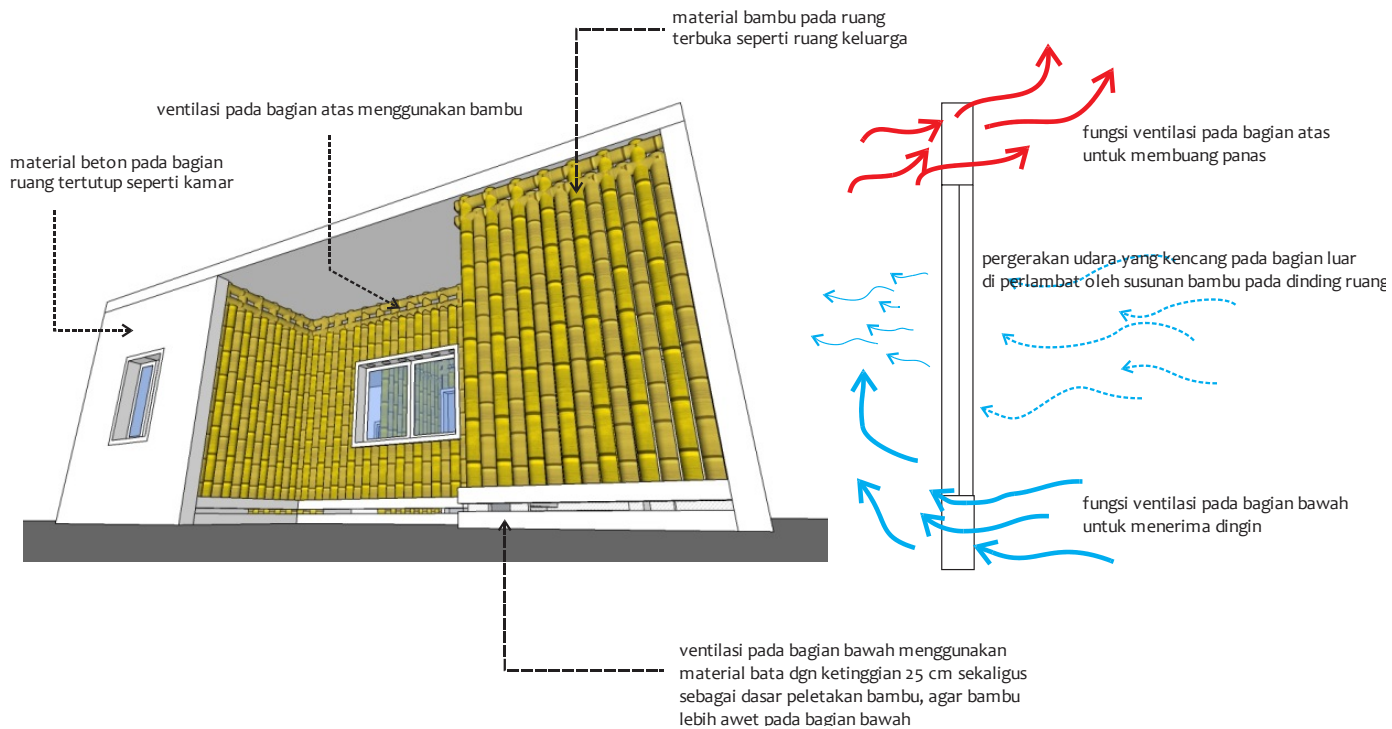 material bambu pada ruang
terbuka seperti ruang keluarga
ventilasi pada bagian atas menggunakan bambu
material beton pada bagian
ruang tertutup seperti kamar
fungsi ventilasi pada bagian atas
untuk membuang panas
pergerakan udara yang kencang pada bagian luar
di perlambat oleh susunan bambu pada dinding ruang
fungsi ventilasi pada bagian bawah
untuk menerima dingin
ventilasi pada bagian bawah menggunakan
material bata dgn ketinggian 25 cm sekaligus
sebagai dasar peletakan bambu, agar bambu
lebih awet pada bagian bawah